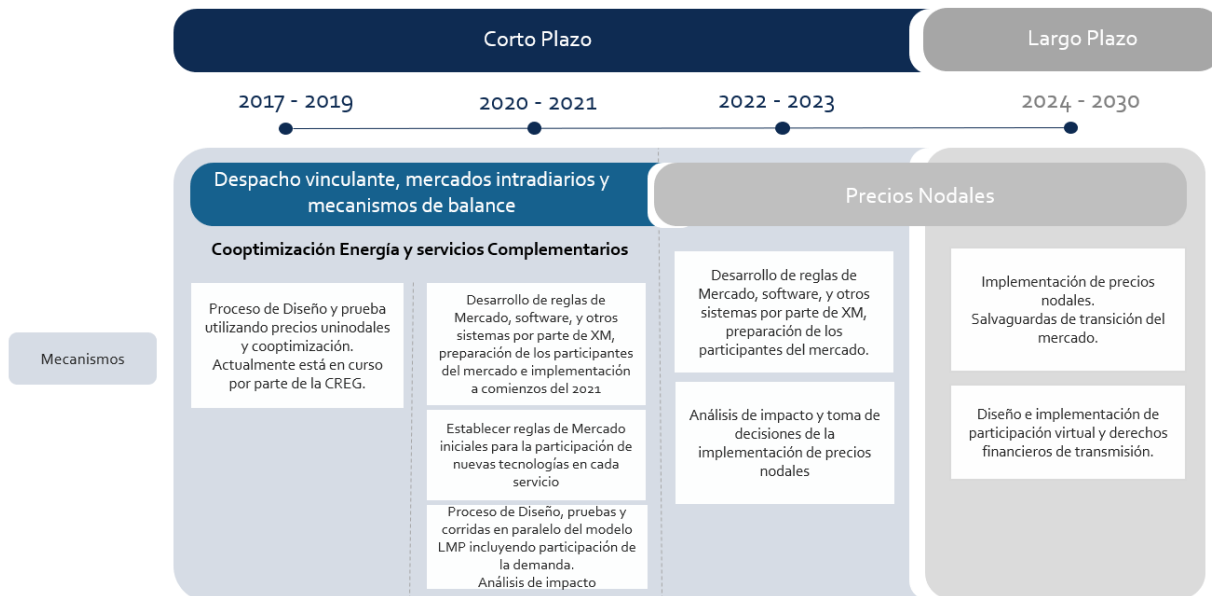 Corto Plazo
Largo Plazo
2017 - 2019
2020 - 2021
2022 - 2023
2024 - 2030
Despacho vinculante, mercados intradiarios y
mecanismos de balance
Precios Nodales
Cooptimización Energía y servicios Complementarios
Mecanismos
Proceso de Diseño y prueba
utilizando precios uninodales
y cooptimización.
Actualmente está en curso
por parte de la CREG.
Desarrollo de reglas de
Mercado, software, y otros
sistemas por parte de XM,
preparación de los participantes
del mercado e implementación
a comienzos del 2021
Establecer reglas de Mercado
iniciales para la participación de
nuevas tecnologías en cada
servicio
Proceso de Diseño, pruebas y
corridas en paralelo del modelo
LMP incluyendo participación de
la demanda.
Análisis de impacto
Desarrollo de reglas de
Mercado, software, y otros
sistemas por parte de XM,
preparación de los
participantes del mercado.
Análisis de impacto y toma de
decisiones de la
implementación de precios
nodales
Implementación de precios
nodales.
Salvaguardas de transición del
mercado.
Diseño e implementación de
participación virtual y derechos
financieros de transmisión.